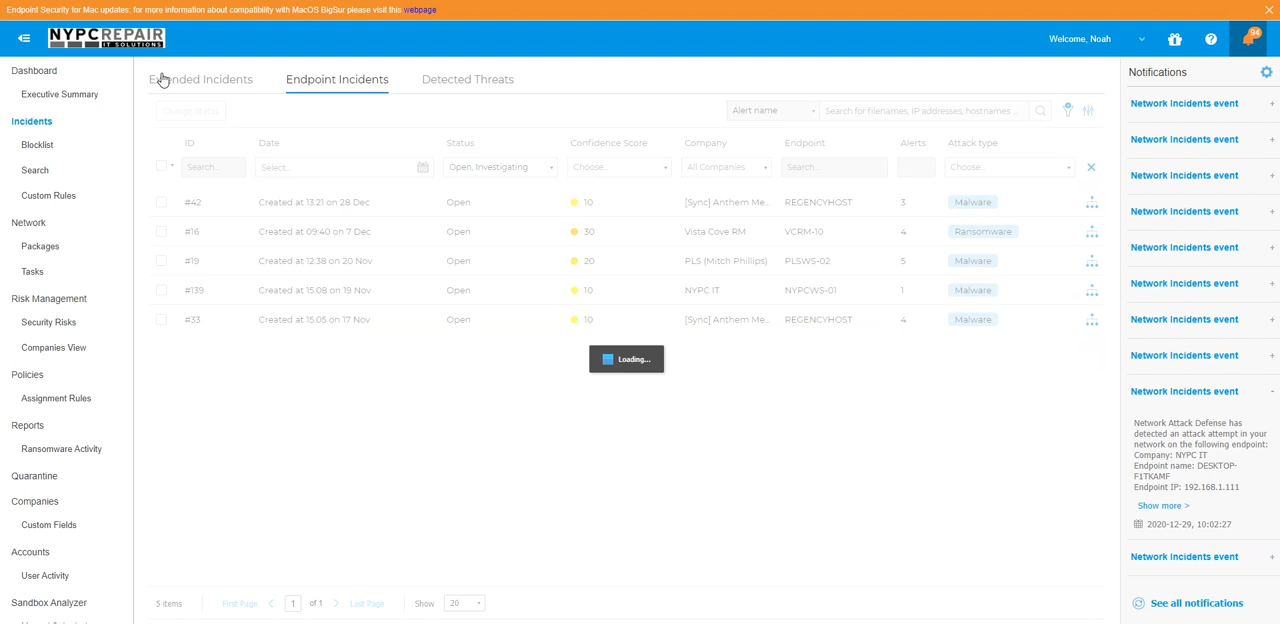 Endpoint Security for Mac updates: for more information about compatibility with MacOS BigSur please visit this webpage
NYPCREPAIR
IT SOLUTIONS
Welcome, Noah
94
Dashboard
Executive Summary
Incidents
Blocklist
Search
Custom Rules
Network
Packages
Tasks
Risk Management
Security Risks
Companies View
Policies
Assignment Rules
Reports
Ransomware Activity
Quarantine
Companies
Custom Fields
Accounts
User Activity
Sandbox Analyzer
Extended Incidents Endpoint Incidents Detected Threats
Change Status
Alert name Search for filenames, IP addresses, hostnames ...
ID Date Status Confidence Score Company Endpoint Alerts Attack type
Search... Select... Open, Investigating Choose... All Companies Search... Choose...
#42 Created at 13:21 on 28 Dec Open 10 [Sync] Anthem Me... REGENCYHOST 3 Malware
#16 Created at 09:40 on 7 Dec Open 30 Vista Cove RM VCRM-10 4 Ransomware
#19 Created at 12:38 on 20 Nov Open 20 PLS (Mitch Phillips) PLSWS-02 5 Malware
#139 Created at 15:08 on 19 Nov Open 10 NYPC IT NYPCWS-01 1 Malware
#33 Created at 15:05 on 17 Nov Open 10 [Sync] Anthem Me... REGENCYHOST 4 Malware
Loading...
5 items First Page 1 of 1 Last Page Show 20
Notifications
Network Incidents event +
Network Incidents event +
Network Incidents event +
Network Incidents event +
Network Incidents event +
Network Incidents event +
Network Incidents event +
Network Incidents event +
Network Incidents event -
Network Attack Defense has
detected an attack attempt in your
network on the following endpoint:
Company: NYPC IT
Endpoint name: DESKTOP-
F1TKAMF
Endpoint IP: 192.168.1.111
Show more >
2020-12-29, 10:02:27
Network Incidents event +
See all notifications